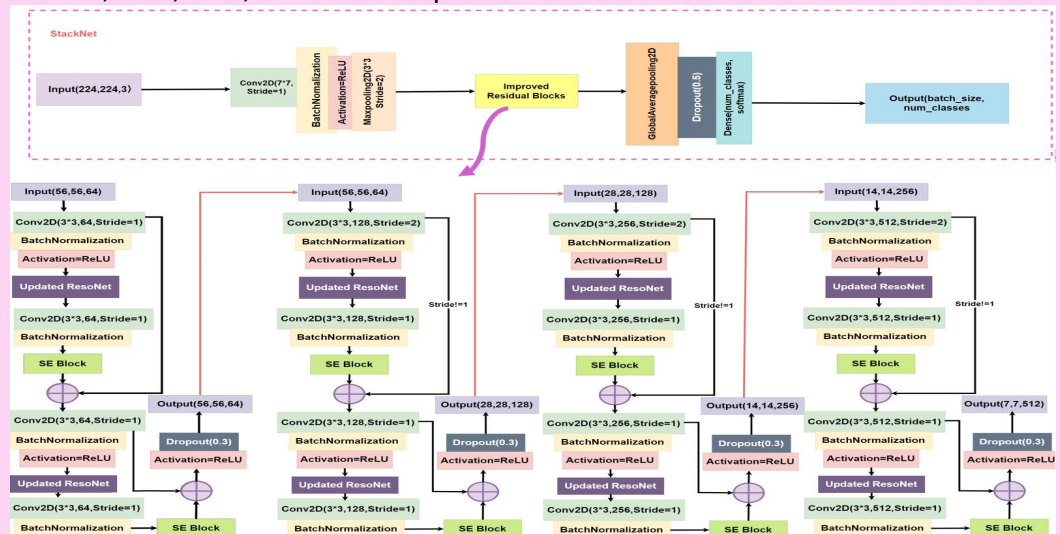 StackNet
Input(224,224,3)
Conv2D(7*7,
Stride=1)
BatchNomalization
Activation=ReLU
Maxpooling2D(3*3
Stride=2)
Improved
Residual Blocks
GlobalAveragepooling2D
Dropout(0.5)
Dense(num_classes,
softmax)
Output(batch_size,
num_classes
Input(56,56,64)
Conv2D(3*3,64,Stride=1)
BatchNormalization
Activation=ReLU
Updated ResoNet
Conv2D(3*3,64,Stride=1)
BatchNormalization
SE Block
Conv2D(3*3,64,Stride=1)
BatchNormalization
Activation=ReLU
Updated ResoNet
Conv2D(3*3,64,Stride=1)
BatchNormalization
SE Block
Activation=ReLU
Dropout(0.3)
Output(56,56,64)
Input(56,56,64)
Conv2D(3*3,128,Stride=2)
BatchNormalization
Activation=ReLU
Updated ResoNet
Stride!=1
Conv2D(3*3,128,Stride=1)
BatchNormalization
SE Block
Conv2D(3*3,128,Stride=1)
BatchNormalization
Activation=ReLU
Updated ResoNet
Conv2D(3*3,128,Stride=1)
BatchNormalization
SE Block
Activation=ReLU
Dropout(0.3)
Output(28,28,128)
Input(28,28,128)
Conv2D(3*3,256,Stride=2)
BatchNormalization
Activation=ReLU
Updated ResoNet
Stride!=1
Conv2D(3*3,256,Stride=1)
BatchNormalization
SE Block
Conv2D(3*3,256,Stride=1)
BatchNormalization
Activation=ReLU
Updated ResoNet
Conv2D(3*3,256,Stride=1)
BatchNormalization
SE Block
Activation=ReLU
Dropout(0.3)
Output(14,14,256)
Input(14,14,256)
Conv2D(3*3,512,Stride=2)
BatchNormalization
Activation=ReLU
Updated ResoNet
Stride!=1
Conv2D(3*3,512,Stride=1)
BatchNormalization
SE Block
Conv2D(3*3,512,Stride=1)
BatchNormalization
Activation=ReLU
Updated ResoNet
Conv2D(3*3,512,Stride=1)
BatchNormalization
SE Block
Activation=ReLU
Dropout(0.3)
Output(7,7,512)